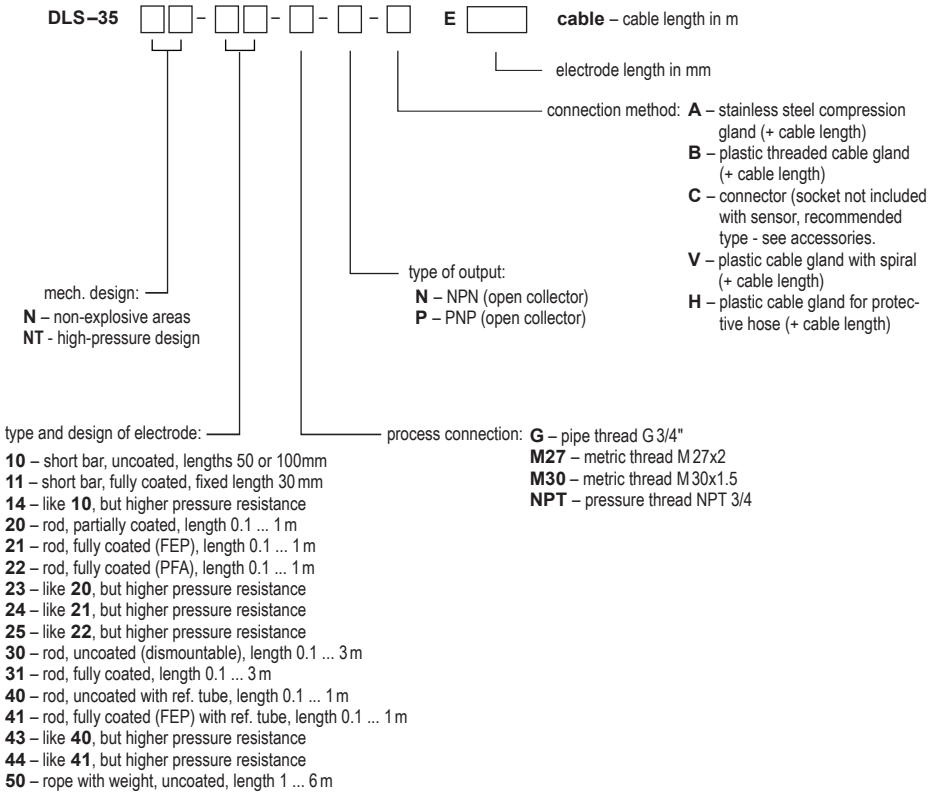 DLS–35 – – – – E cable – cable length in m
electrode length in mm
connection method: A – stainless steel compression
gland (+ cable length)
B – plastic threaded cable gland
(+ cable length)
C – connector (socket not included
with sensor, recommended
type - see accessories.
V – plastic cable gland with spiral
(+ cable length)
H – plastic cable gland for protec-
tive hose (+ cable length)
type of output:
N – NPN (open collector)
P – PNP (open collector)
mech. design:
N – non-explosive areas
NT - high-pressure design
process connection: G – pipe thread G 3/4"
M27 – metric thread M 27x2
M30 – metric thread M 30x1.5
NPT – pressure thread NPT 3/4
type and design of electrode:
10 – short bar, uncoated, lengths 50 or 100mm
11 – short bar, fully coated, fixed length 30 mm
14 – like 10, but higher pressure resistance
20 – rod, partially coated, length 0.1 ... 1 m
21 – rod, fully coated (FEP), length 0.1 ... 1 m
22 – rod, fully coated (PFA), length 0.1 ... 1 m
23 – like 20, but higher pressure resistance
24 – like 21, but higher pressure resistance
25 – like 22, but higher pressure resistance
30 – rod, uncoated (dismountable), length 0.1 ... 3 m
31 – rod, fully coated, length 0.1 ... 3 m
40 – rod, uncoated with ref. tube, length 0.1 ... 1 m
41 – rod, fully coated (FEP) with ref. tube, length 0.1 ... 1 m
43 – like 40, but higher pressure resistance
44 – like 41, but higher pressure resistance
50 – rope with weight, uncoated, length 1 ... 6 m